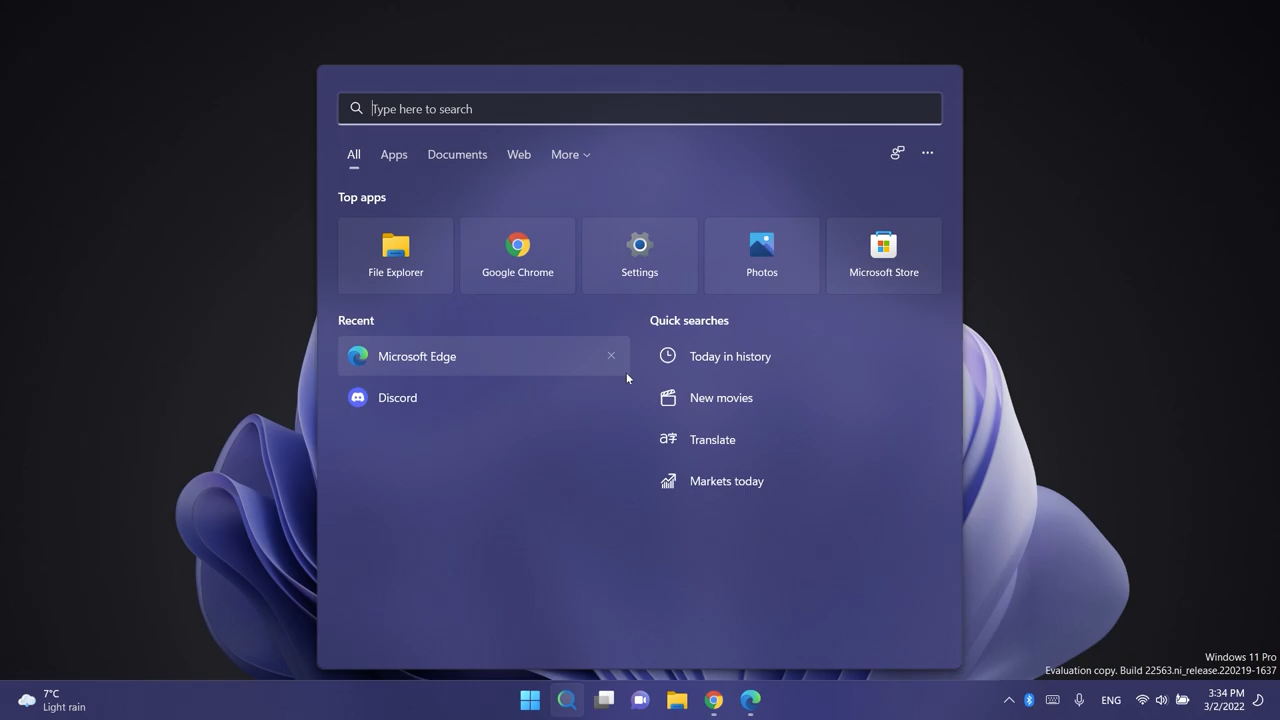 Type here to search
All Apps Documents Web More
Top apps
File Explorer Google Chrome Settings Photos Microsoft Store
Recent Quick searches
Microsoft Edge Today in history
Discord New movies
Translate
Markets today
Windows 11 Pro
Evaluation copy. Build 22563.ni_release.220219-1637
7°C
Light rain
ENG
3:34 PM
3/2/2022